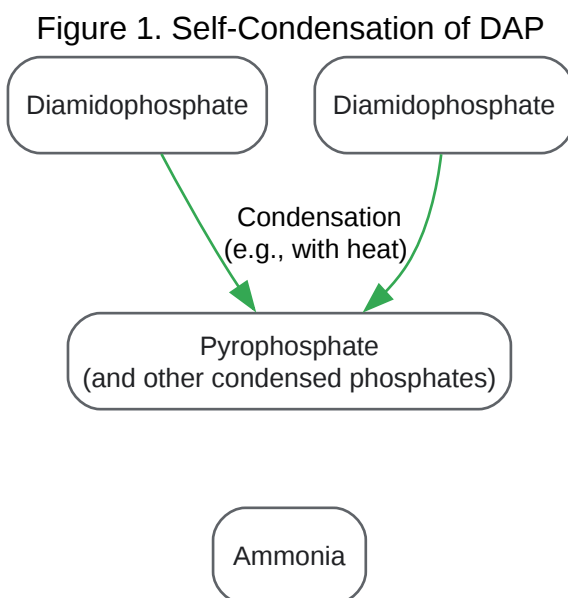 Figure 1. Self-Condensation of DAP
Diamidophosphate
Diamidophosphate
Condensation
(e.g., with heat)
Pyrophosphate
(and other condensed phosphates)
Ammonia